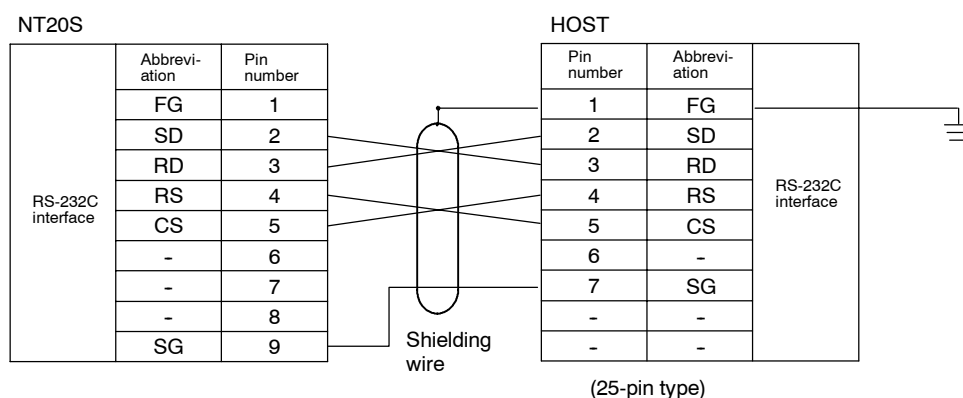 NT20S
HOST
Abbrevi-
ation
Pin
number
Pin
number
Abbrevi-
ation
FG 1 1 FG
SD 2 2 SD
RD 3 3 RD
RS 4 4 RS
CS 5 5 CS
- 6 6 -
- 7 7 SG
- 8 - -
SG 9 - -
RS-232C
interface
RS-232C
interface
Shielding
wire
(25-pin type)